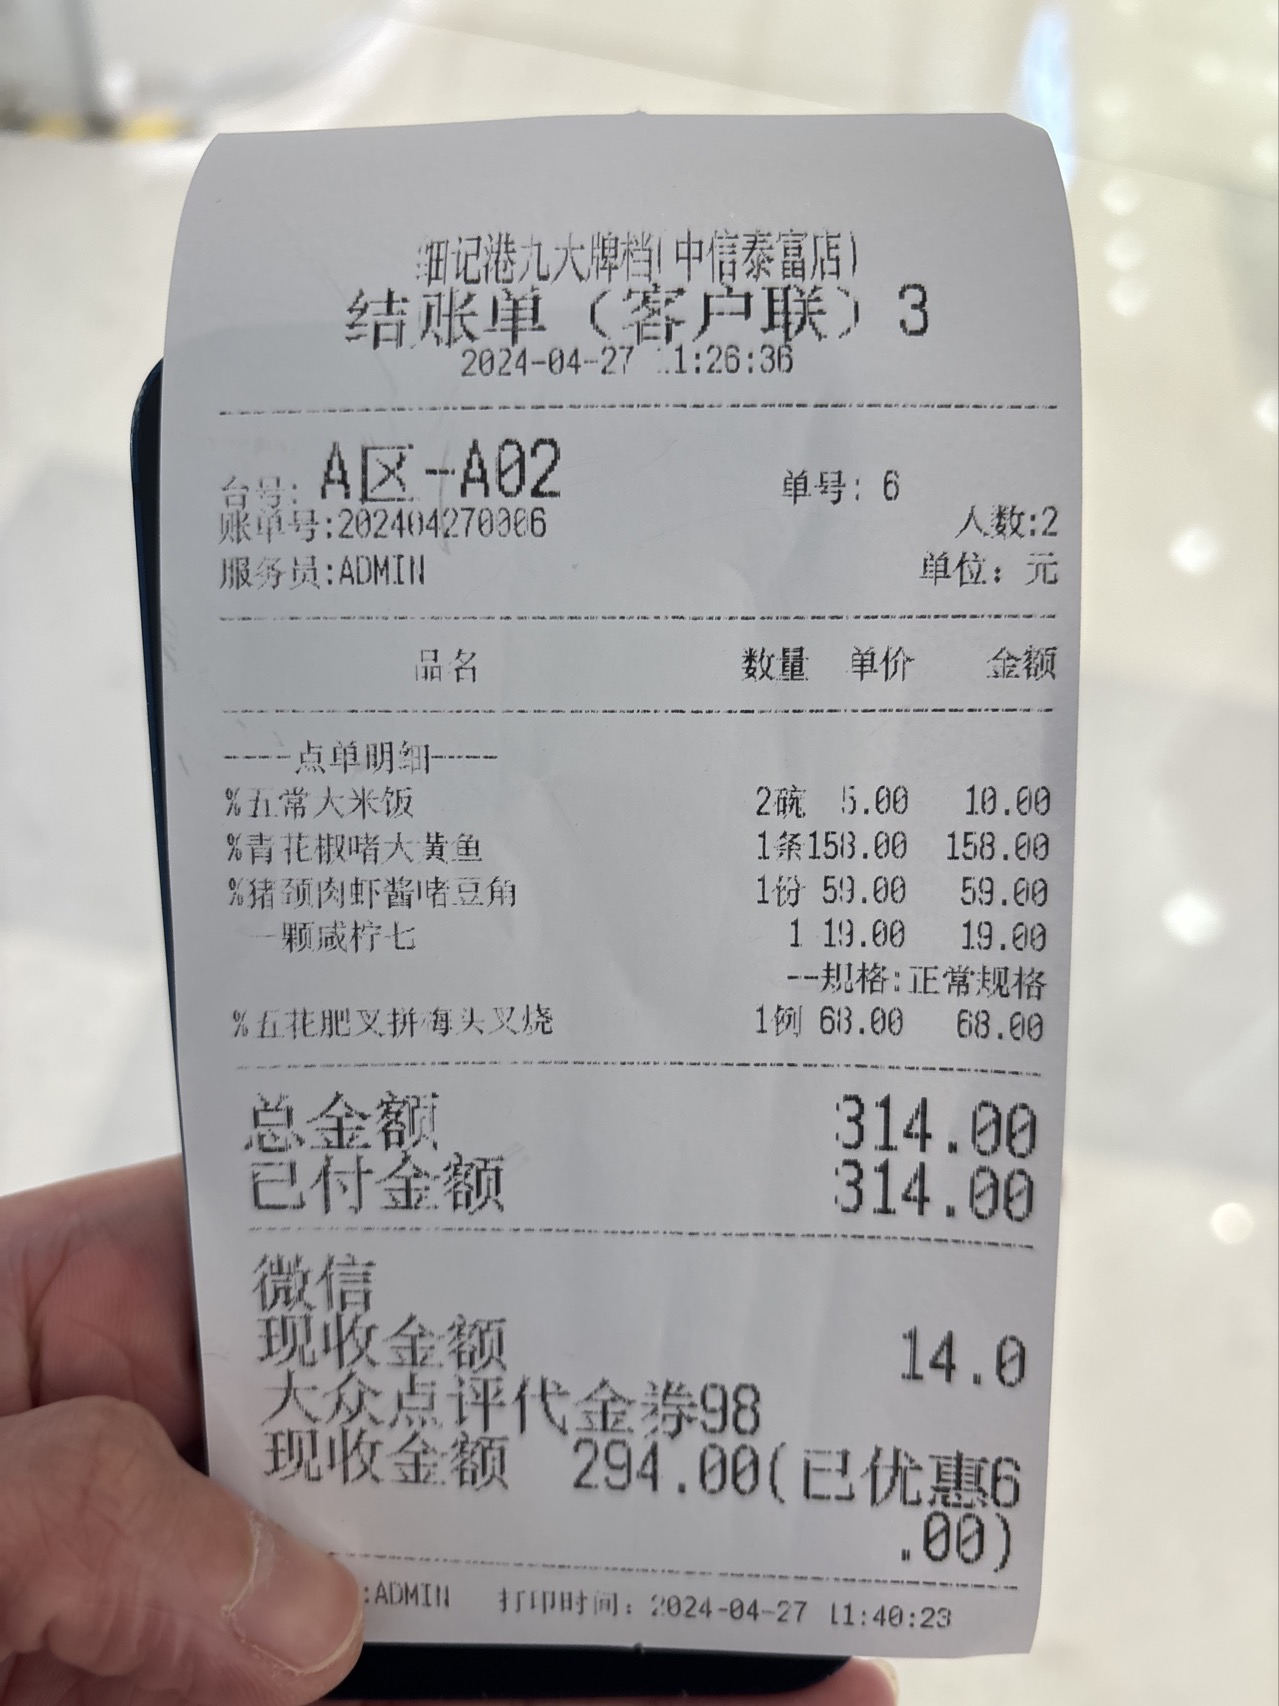 细记港九大牌档(中信泰富店)
结账单（客户联）3
2024-04-27 11:26:36
台号: A区-A02 单号: 6
账单号:202404270006 人数:2
服务员:ADMIN 单位：元
品名 数量 单价 金额
----点单明细----
%五常大米饭 2碗 5.00 10.00
%青花椒啫大黄鱼 1条158.00 158.00
%猪颈肉虾酱啫豆角 1份 59.00 59.00
一颗咸柠七 1 19.00 19.00
--规格:正常规格
%五花肥叉拼梅头叉烧 1例 68.00 68.00
总金额 314.00
已付金额 314.00
微信
现收金额 14.0
大众点评代金券98
现收金额 294.00(已优惠6
.00)
:ADMIN 打印时间：2024-04-27 11:40:23